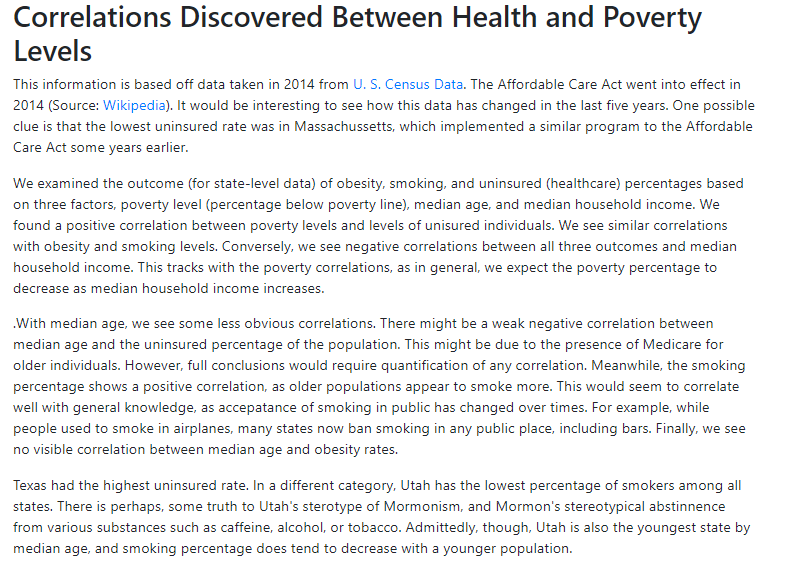 Correlations Discovered Between Health and Poverty
Levels
This information is based off data taken in 2014 from U. S. Census Data. The Affordable Care Act went into effect in
2014 (Source: Wikipedia). It would be interesting to see how this data has changed in the last five years. One possible
clue is that the lowest uninsured rate was in Massachussetts, which implemented a similar program to the Affordable
Care Act some years earlier.
We examined the outcome (for state-level data) of obesity, smoking, and uninsured (healthcare) percentages based
on three factors, poverty level (percentage below poverty line), median age, and median household income. We
found a positive correlation between poverty levels and levels of unisured individuals. We see similar correlations
with obesity and smoking levels. Conversely, we see negative correlations between all three outcomes and median
household income. This tracks with the poverty correlations, as in general, we expect the poverty percentage to
decrease as median household income increases.
.With median age, we see some less obvious correlations. There might be a weak negative correlation between
median age and the uninsured percentage of the population. This might be due to the presence of Medicare for
older individuals. However, full conclusions would require quantification of any correlation. Meanwhile, the smoking
percentage shows a positive correlation, as older populations appear to smoke more. This would seem to correlate
well with general knowledge, as accepatance of smoking in public has changed over times. For example, while
people used to smoke in airplanes, many states now ban smoking in any public place, including bars. Finally, we see
no visible correlation between median age and obesity rates.
Texas had the highest uninsured rate. In a different category, Utah has the lowest percentage of smokers among all
states. There is perhaps, some truth to Utah's sterotype of Mormonism, and Mormon's stereotypical abstinnence
from various substances such as caffeine, alcohol, or tobacco. Admittedly, though, Utah is also the youngest state by
median age, and smoking percentage does tend to decrease with a younger population.